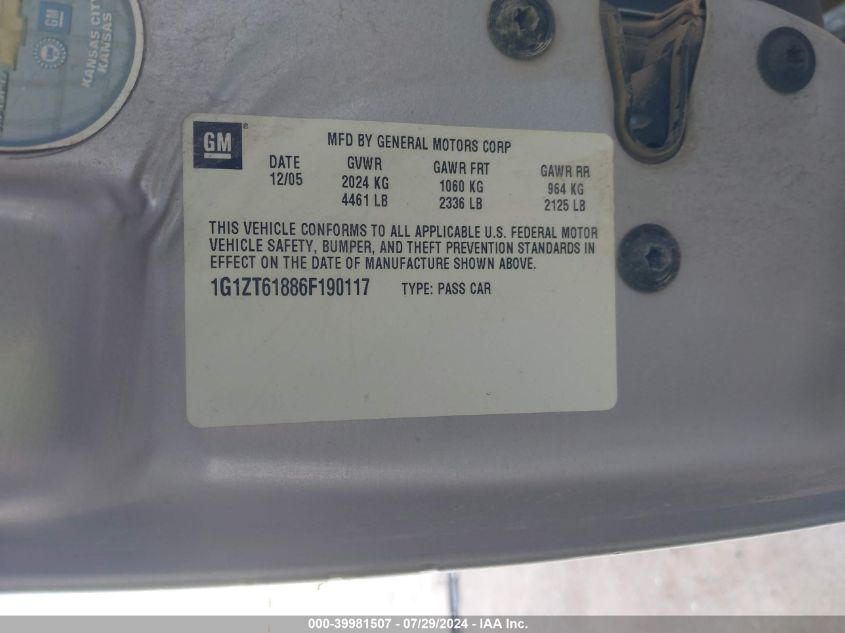 GM
KANSAS CITY
KANSAS
GM®
MFD BY GENERAL MOTORS CORP
DATE GVWR GAWR FRT GAWR RR
12/05 2024 KG 1060 KG 964 KG
4461 LB 2336 LB 2125 LB
THIS VEHICLE CONFORMS TO ALL APPLICABLE U.S. FEDERAL MOTOR
VEHICLE SAFETY, BUMPER, AND THEFT PREVENTION STANDARDS IN
EFFECT ON THE DATE OF MANUFACTURE SHOWN ABOVE.
1G1ZT61886F190117 TYPE: PASS CAR
000-39981507 - 07/29/2024 - IAA Inc.